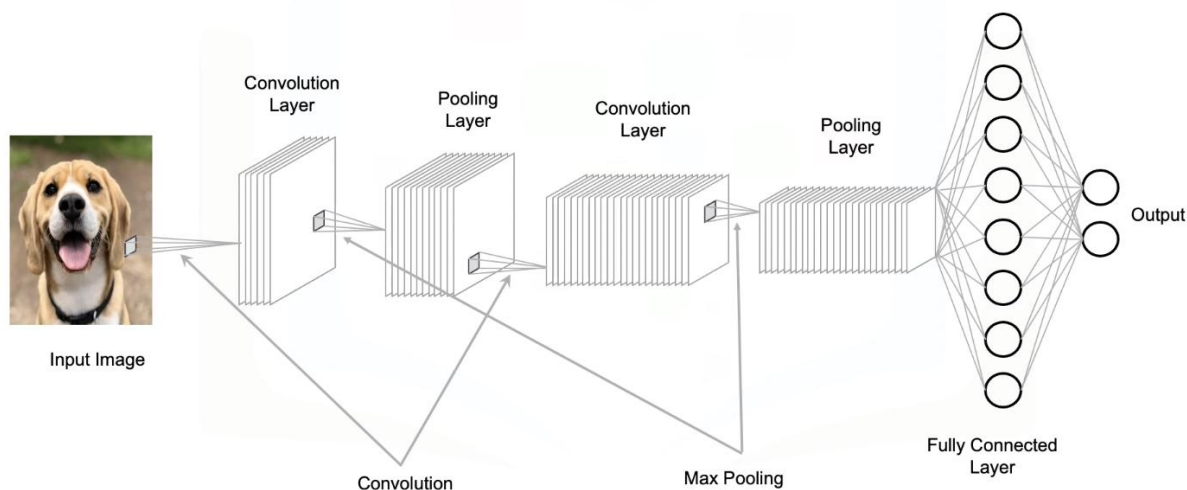 Convolution
Layer
Pooling
Layer
Convolution
Layer
Pooling
Layer
Output
Input Image
Convolution
Max Pooling
Fully Connected
Layer